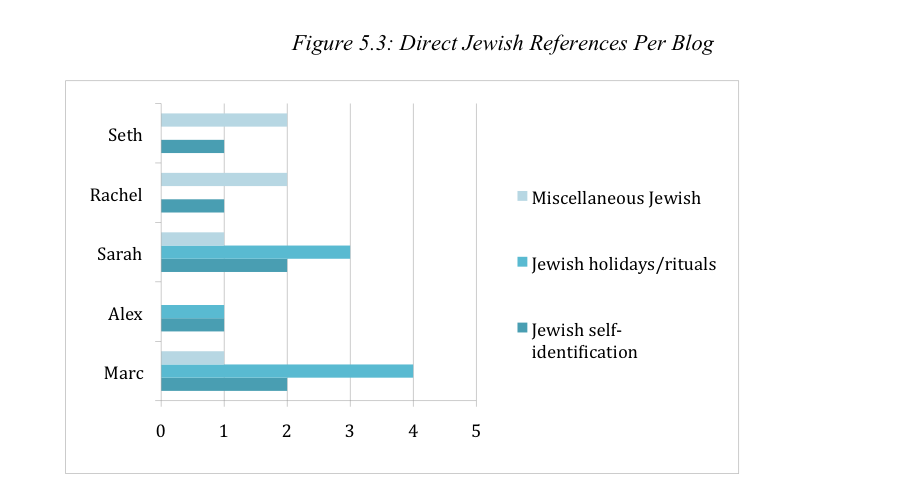 Figure 5.3: Direct Jewish References Per Blog
Seth
Rachel
Sarah
Alex
Marc
0 1 2 3 4 5
Miscellaneous Jewish
Jewish holidays/rituals
Jewish self-
identification